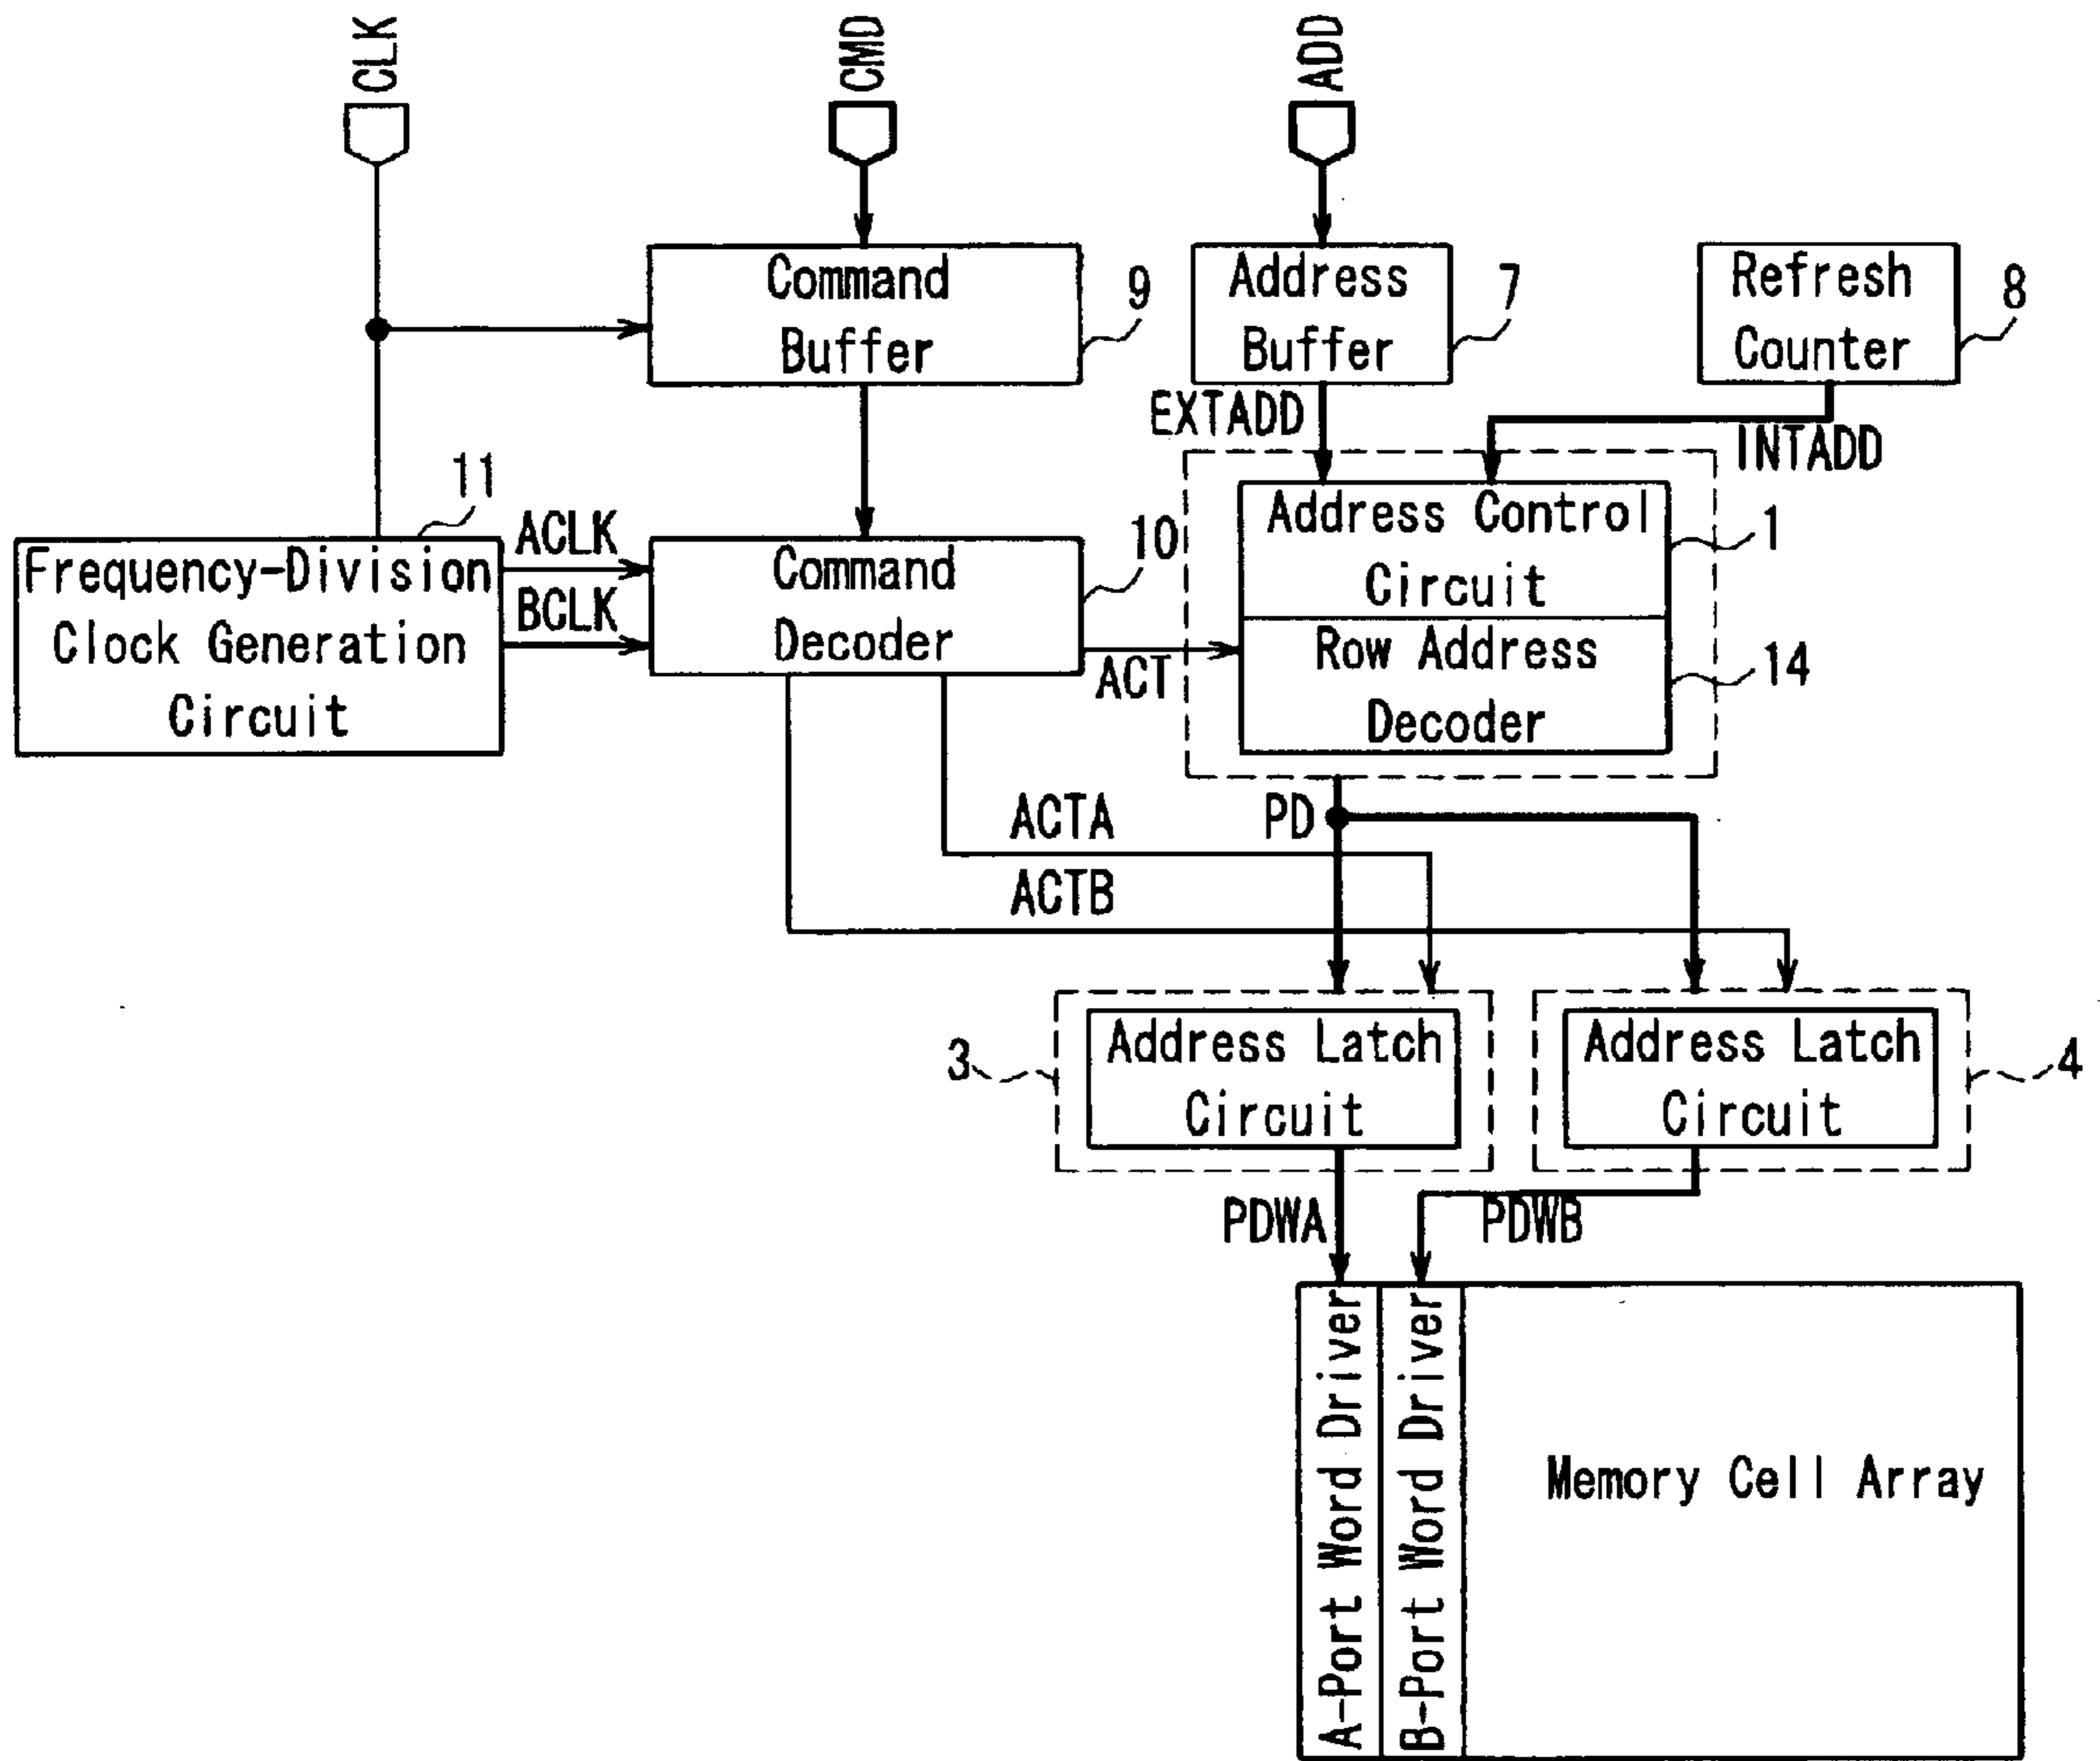 CLK
CMD
ADD
Command
Buffer
9
Address
Buffer
7
Refresh
Counter
8
EXTADD
INTADD
11
Frequency-Division
Clock Generation
Circuit
ACLK
BCLK
Command
Decoder
10
ACT
Address Control
Circuit
1
Row Address
Decoder
14
ACTA
ACTB
PD
3
Address Latch
Circuit
Address Latch
Circuit
4
PDWA
PDWB
A-Port Word Driver
B-Port Word Driver
Memory Cell Array